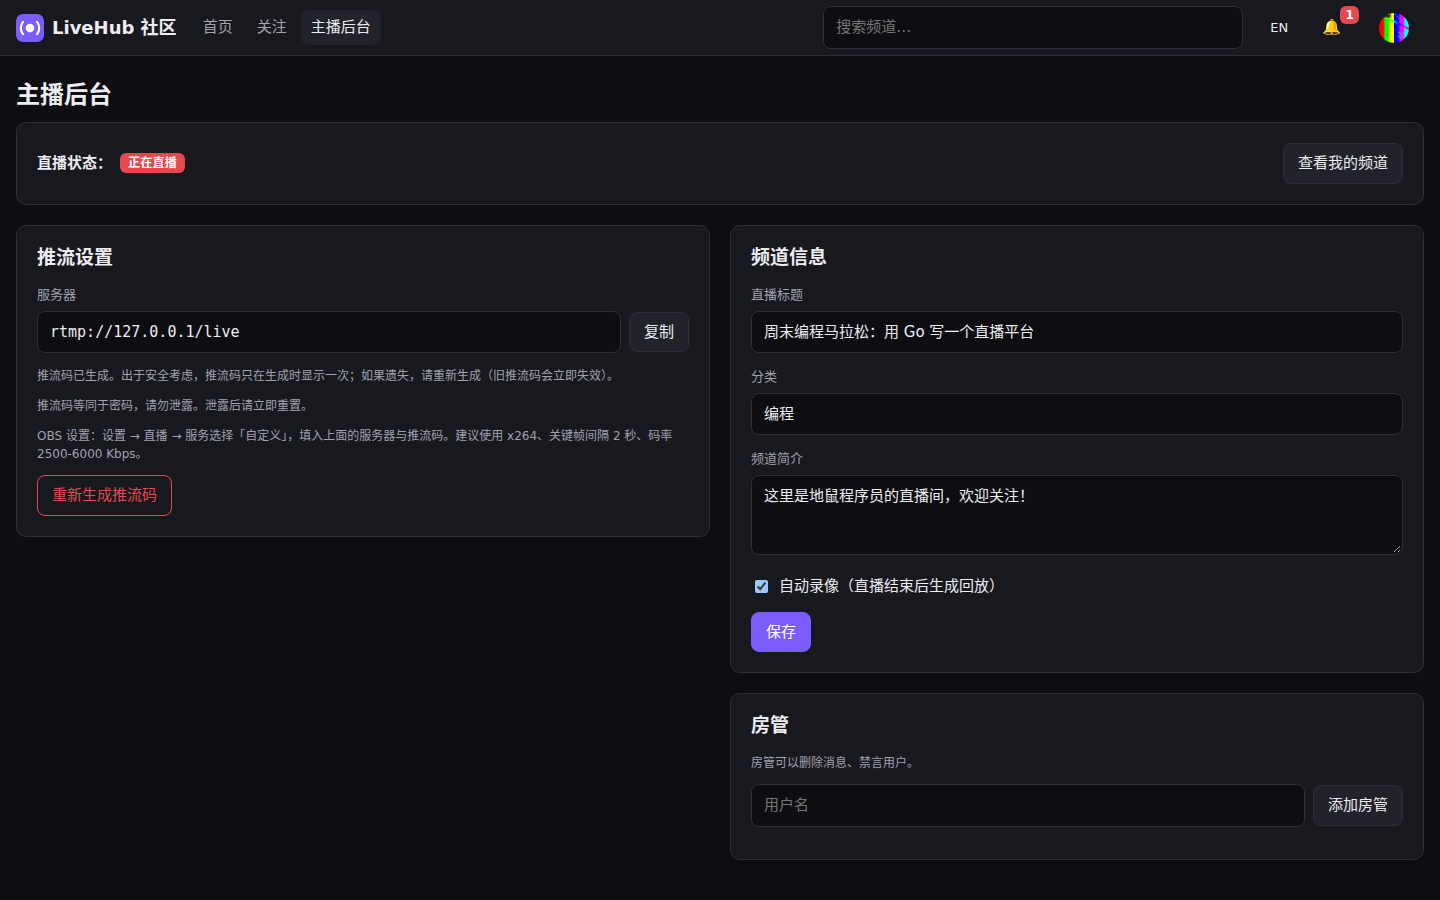 LiveHub 社区
首页
关注
主播后台
搜索频道...
EN
1
主播后台
直播状态：
正在直播
查看我的频道
推流设置
服务器
rtmp://127.0.0.1/live
复制
推流码已生成。出于安全考虑，推流码只在生成时显示一次；如果遗失，请重新生成（旧推流码会立即失效）。
推流码等同于密码，请勿泄露。泄露后请立即重置。
OBS 设置：设置 → 直播 → 服务选择「自定义」，填入上面的服务器与推流码。建议使用 x264、关键帧间隔 2 秒、码率
2500-6000 Kbps。
重新生成推流码
频道信息
直播标题
周末编程马拉松：用 Go 写一个直播平台
分类
编程
频道简介
这里是地鼠程序员的直播间，欢迎关注！
自动录像（直播结束后生成回放）
保存
房管
房管可以删除消息、禁言用户。
用户名
添加房管